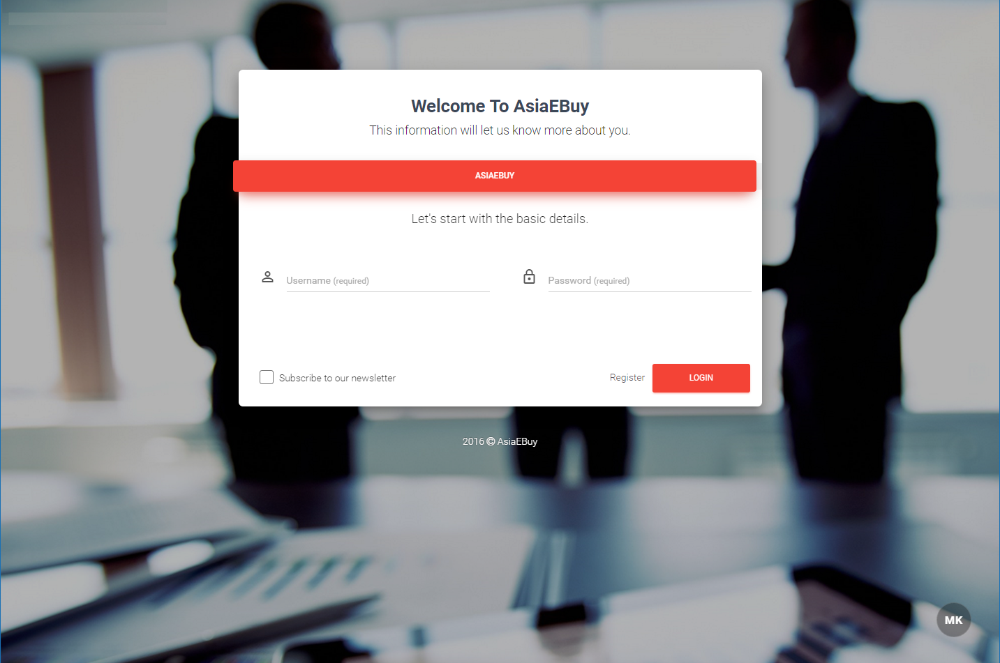 Welcome To AsiaEBuy
This information will let us know more about you.
ASIAEBUY
Let's start with the basic details.
Username (required)
Password (required)
Subscribe to our newsletter
Register
LOGIN
2016 © AsiaEBuy
MK